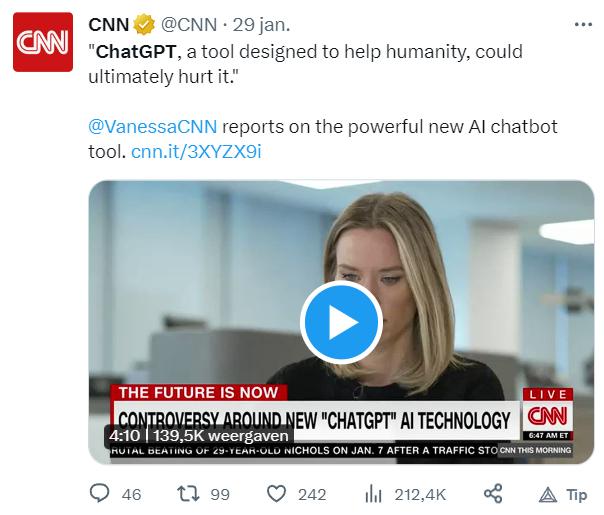 CNN
CNN @CNN · 29 jan.
"ChatGPT, a tool designed to help humanity, could
ultimately hurt it."
@VanessaCNN reports on the powerful new AI chatbot
tool. cnn.it/3XYZX9i
THE FUTURE IS NOW
LIVE
CONTROVERSY AROUND NEW "CHATGPT" AI TECHNOLOGY
CNN
4:10 | 139,5K weergaven
6:47 AM ET
RUTAL BEATING OF 29-YEAR-OLD NICHOLS ON JAN. 7 AFTER A TRAFFIC STO
CNN THIS MORNING
46 99 242 212,4K Tip